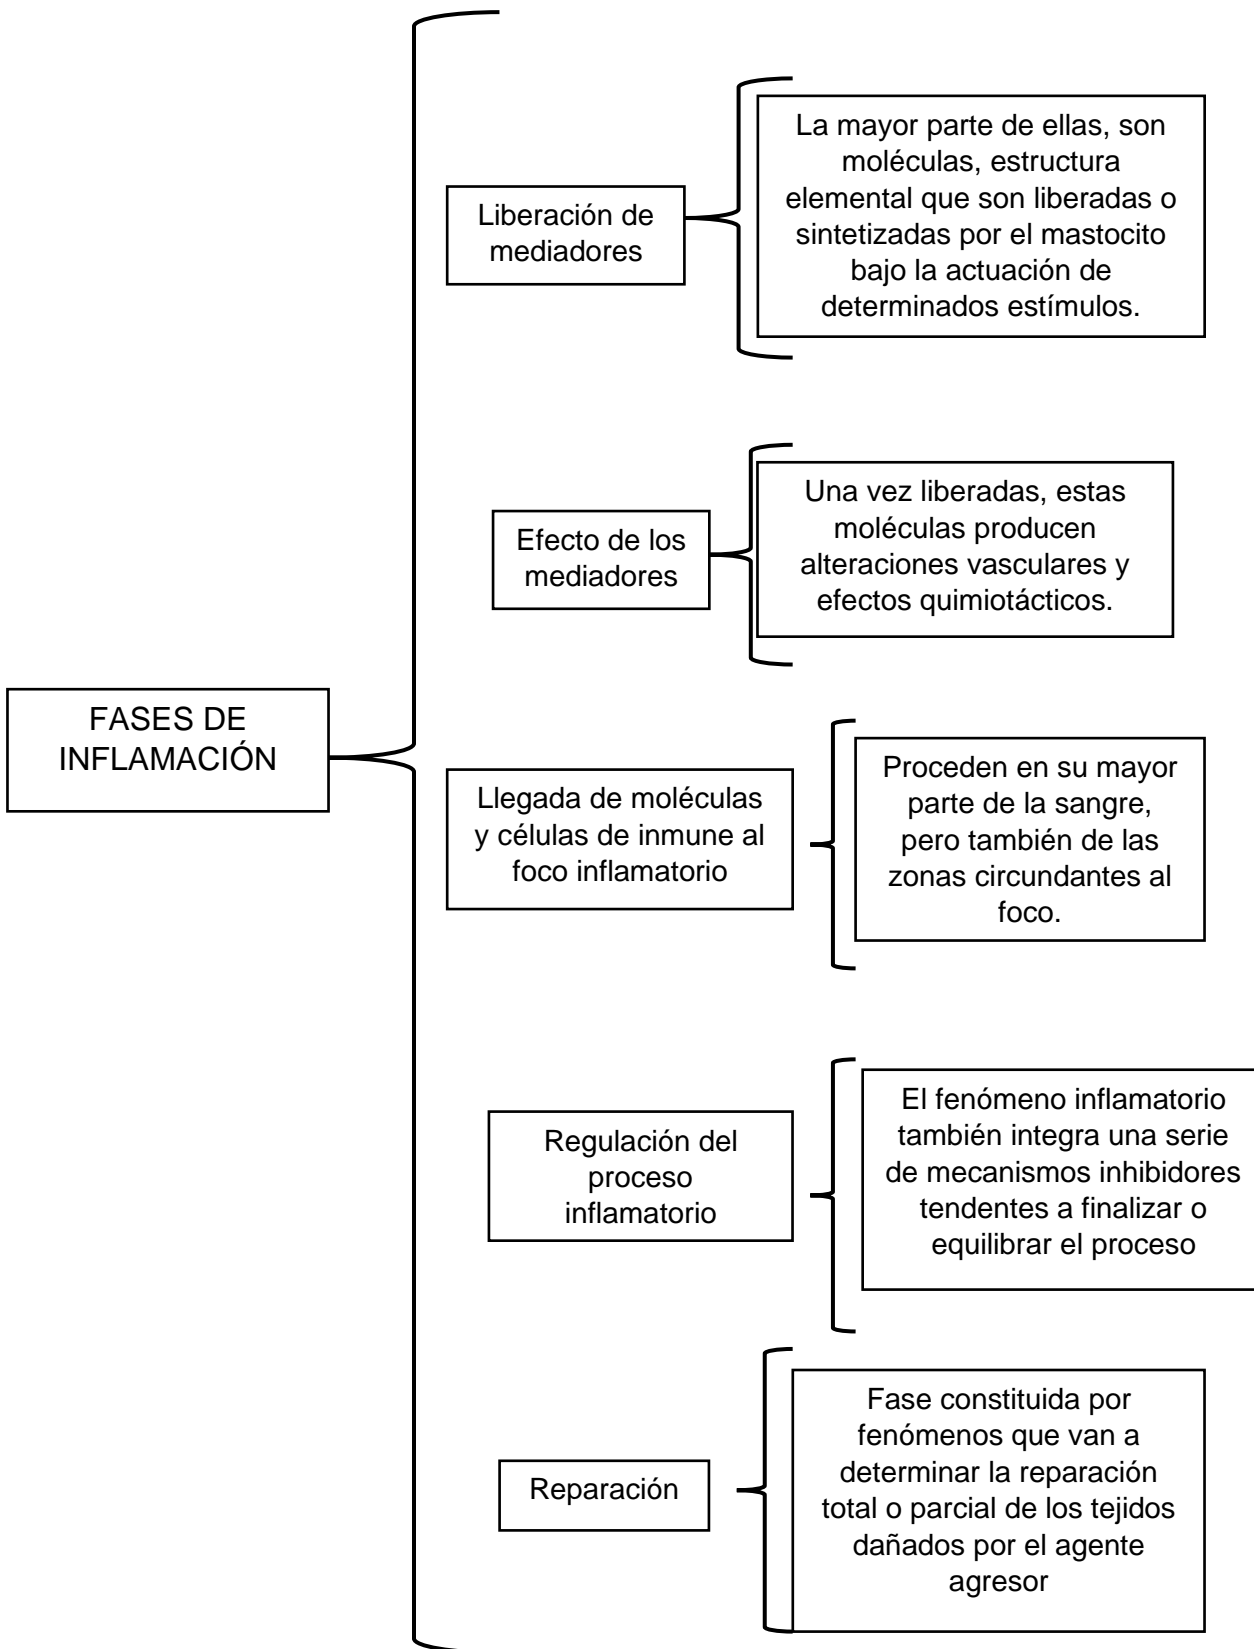 FASES DE
INFLAMACIÓN
Liberación de
mediadores
La mayor parte de ellas, son
moléculas, estructura
elemental que son liberadas o
sintetizadas por el mastocito
bajo la actuación de
determinados estímulos.
Efecto de los
mediadores
Una vez liberadas, estas
moléculas producen
alteraciones vasculares y
efectos quimiotácticos.
Llegada de moléculas
y células de inmune al
foco inflamatorio
Proceden en su mayor
parte de la sangre,
pero también de las
zonas circundantes al
foco.
Regulación del
proceso
inflamatorio
El fenómeno inflamatorio
también integra una serie
de mecanismos inhibidores
tendentes a finalizar o
equilibrar el proceso
Reparación
Fase constituida por
fenómenos que van a
determinar la reparación
total o parcial de los tejidos
dañados por el agente
agresor